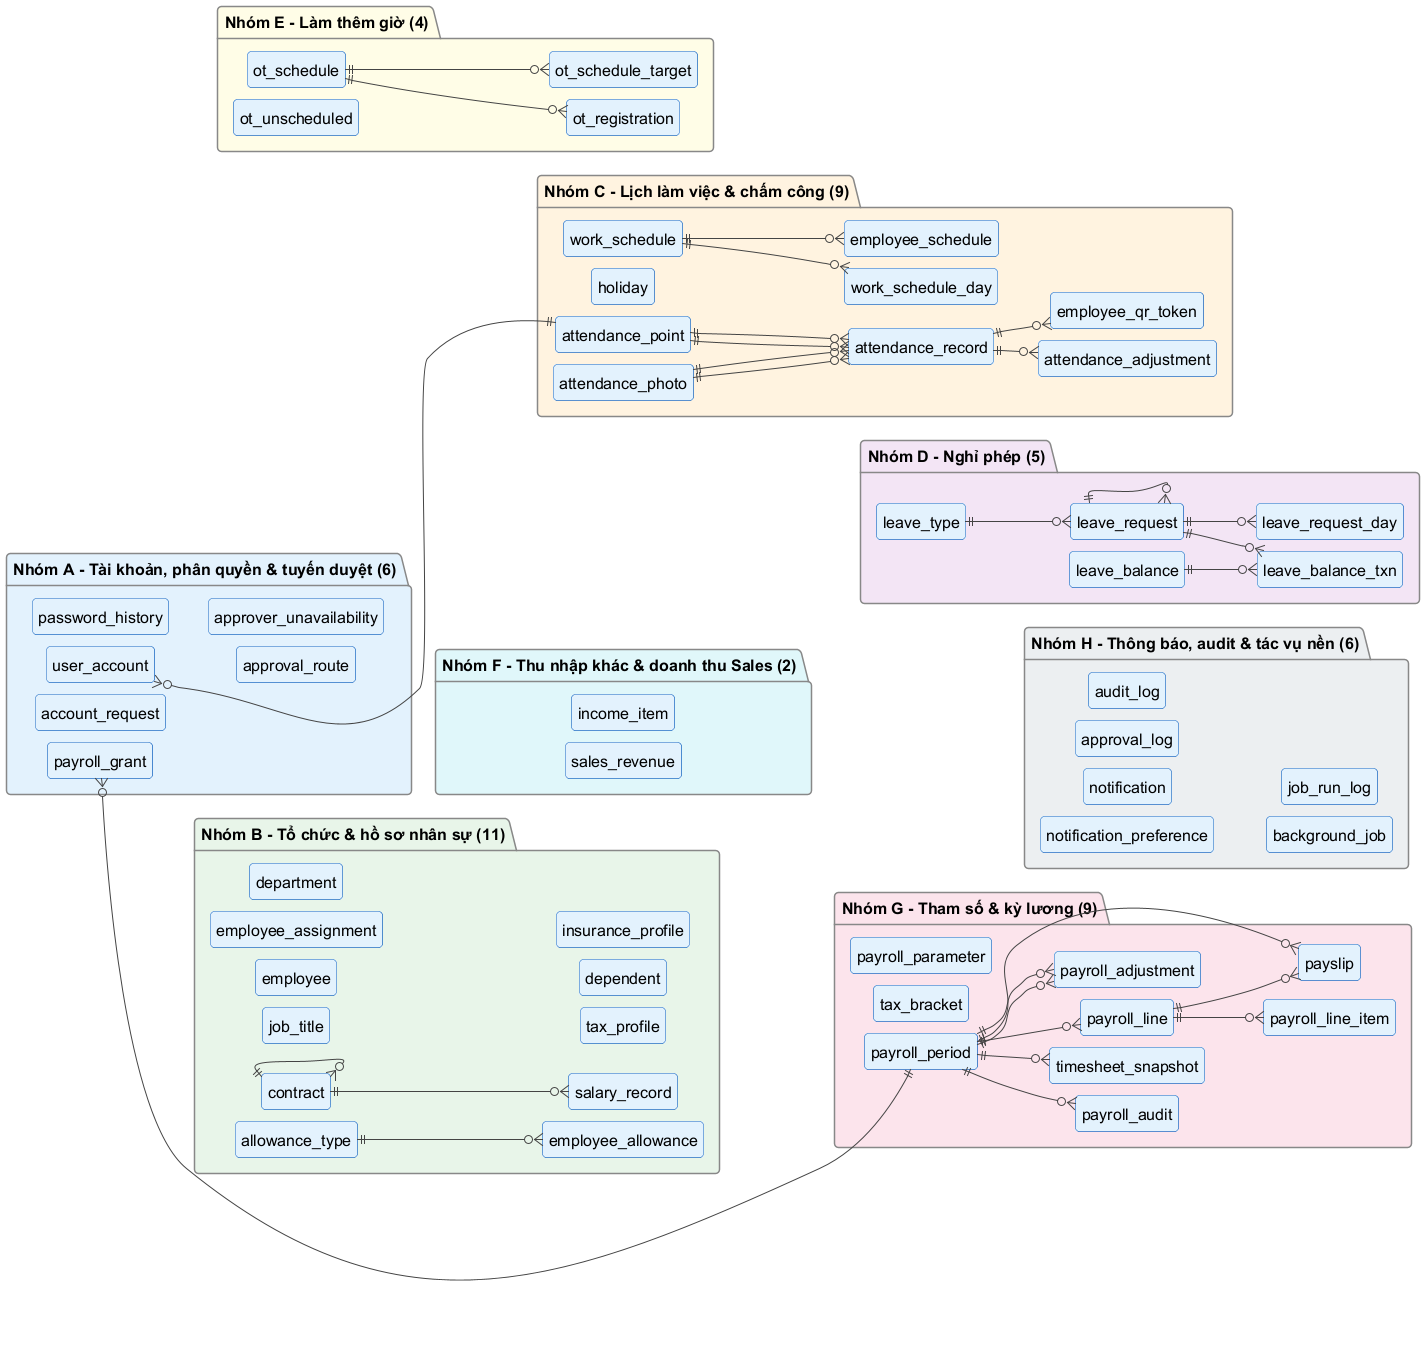 Nhóm E - Làm thêm giờ (4)
ot_schedule
ot_schedule_target
ot_unscheduled
ot_registration
Nhóm C - Lịch làm việc & chấm công (9)
work_schedule
employee_schedule
holiday
work_schedule_day
attendance_point
attendance_record
employee_qr_token
attendance_photo
attendance_adjustment
Nhóm D - Nghỉ phép (5)
leave_type
leave_request
leave_request_day
leave_balance
leave_balance_txn
Nhóm A - Tài khoản, phân quyền & tuyến duyệt (6)
password_history
approver_unavailability
user_account
approval_route
account_request
payroll_grant
Nhóm F - Thu nhập khác & doanh thu Sales (2)
income_item
sales_revenue
Nhóm H - Thông báo, audit & tác vụ nền (6)
audit_log
approval_log
notification
job_run_log
notification_preference
background_job
Nhóm B - Tổ chức & hồ sơ nhân sự (11)
department
employee_assignment
insurance_profile
employee
dependent
job_title
tax_profile
contract
salary_record
allowance_type
employee_allowance
Nhóm G - Tham số & kỳ lương (9)
payroll_parameter
payroll_adjustment
payslip
tax_bracket
payroll_line
payroll_line_item
payroll_period
timesheet_snapshot
payroll_audit